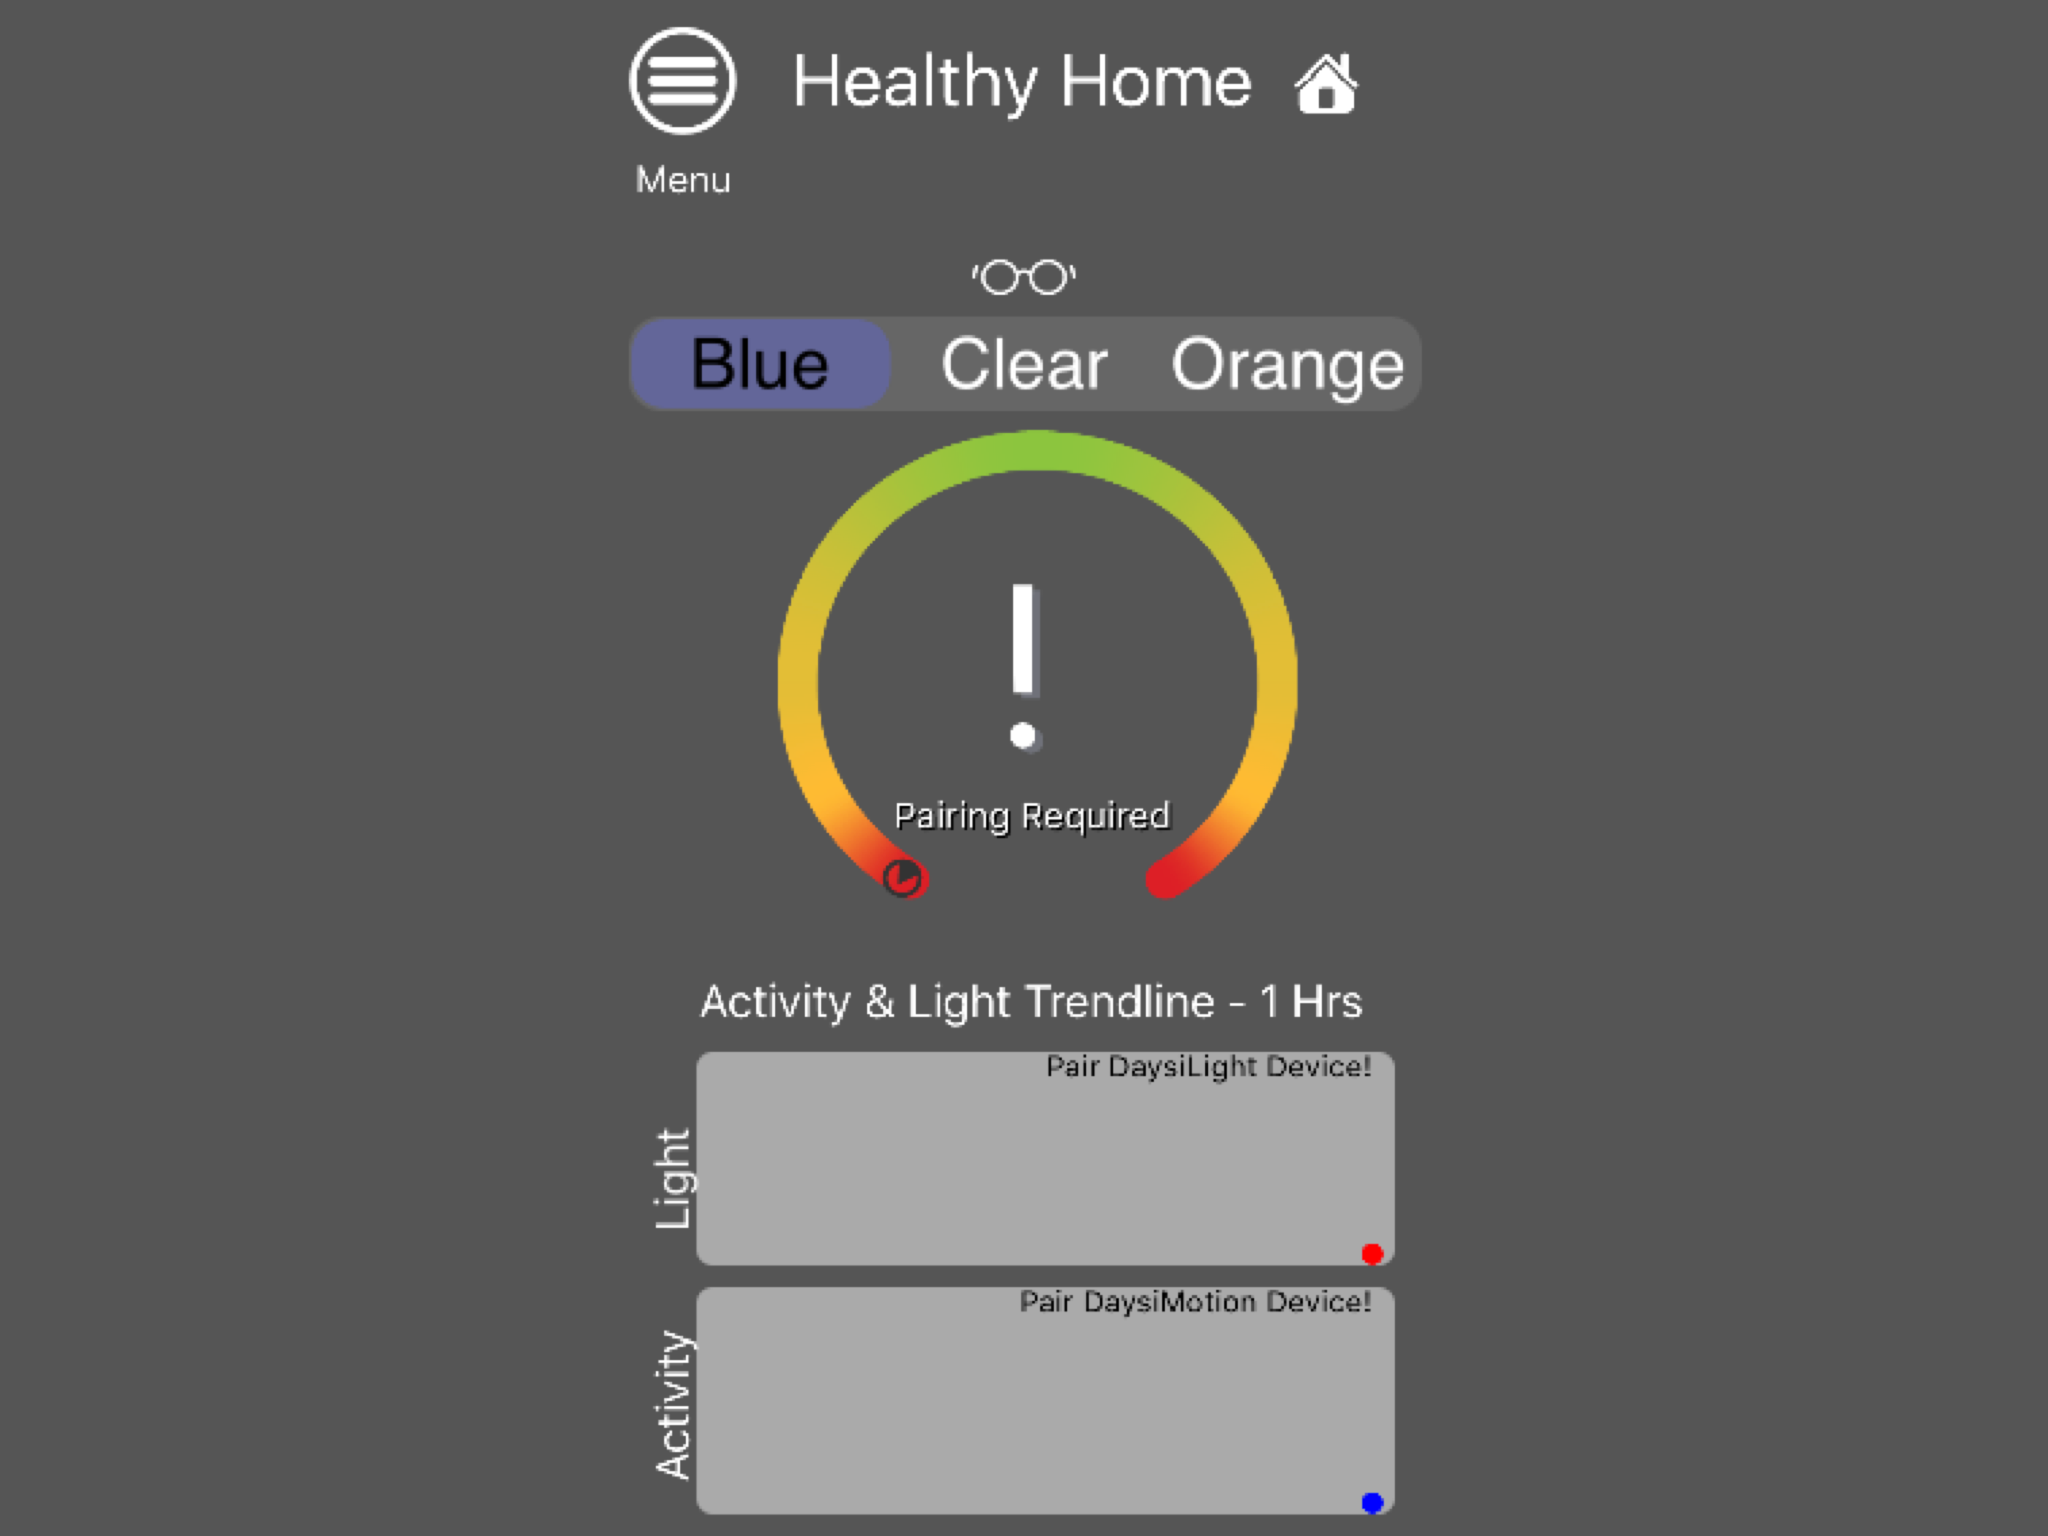 Healthy Home
Menu
Blue Clear Orange
!
Pairing Required
Activity & Light Trendline - 1 Hrs
Pair DaysiLight Device!
Light
Pair DaysiMotion Device!
Activity